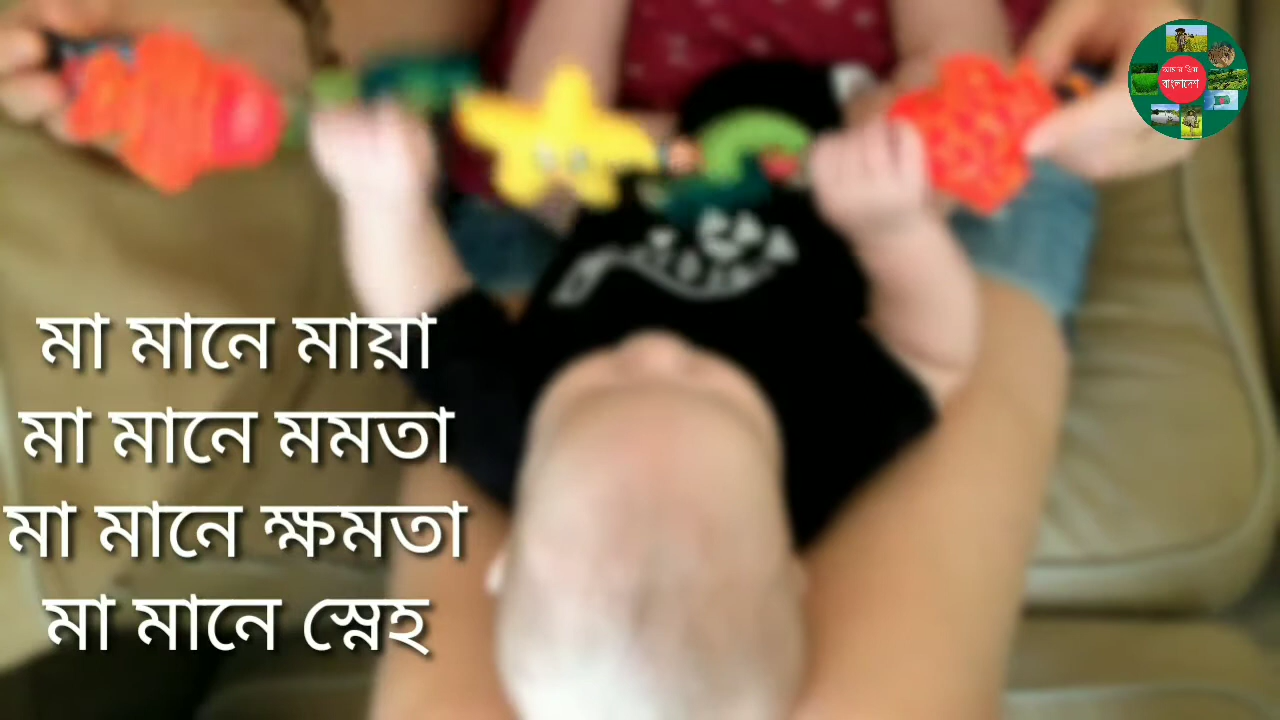 মা মানে মায়া
মা মানে মমতা
মা মানে ক্ষমতা
মা মানে স্নেহ
বাংলাদেশ